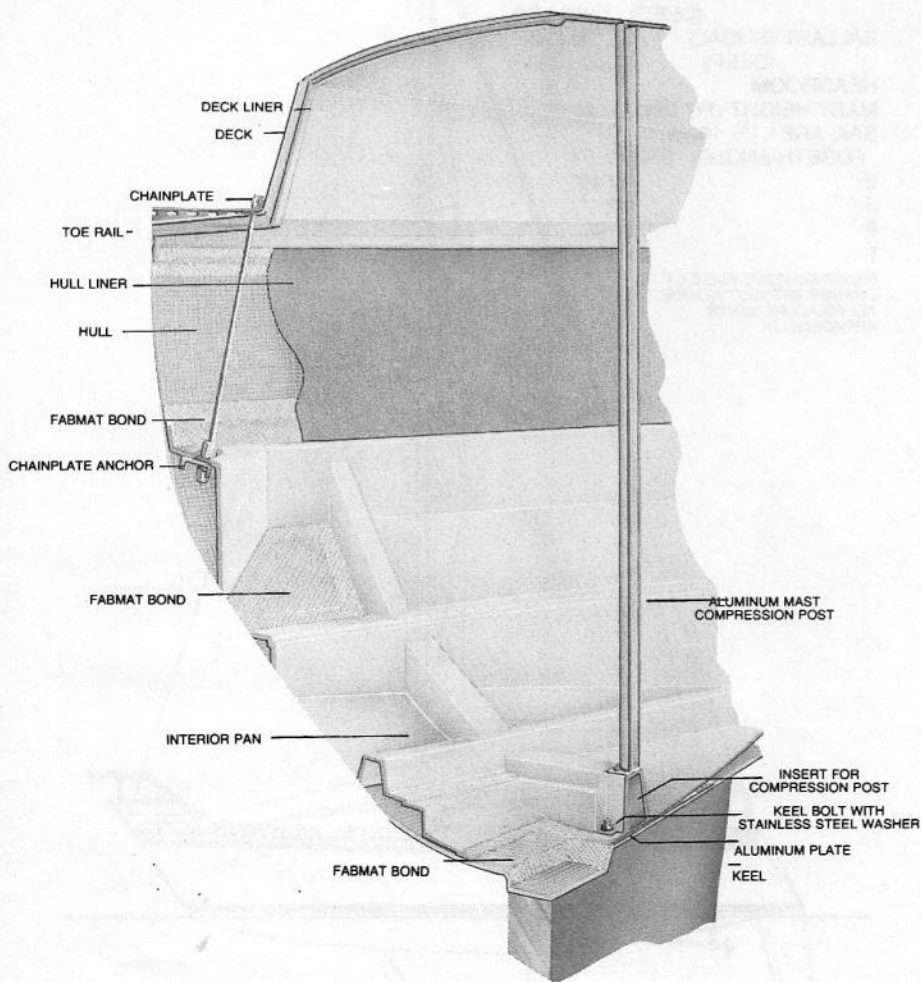 DECK LINER
DECK
CHAINPLATE
TOE RAIL
HULL LINER
HULL
FABMAT BOND
CHAINPLATE ANCHOR
FABMAT BOND
ALUMINUM MAST
COMPRESSION POST
INTERIOR PAN
INSERT FOR
COMPRESSION POST
KEEL BOLT WITH
STAINLESS STEEL WASHER
ALUMINUM PLATE
FABMAT BOND
KEEL